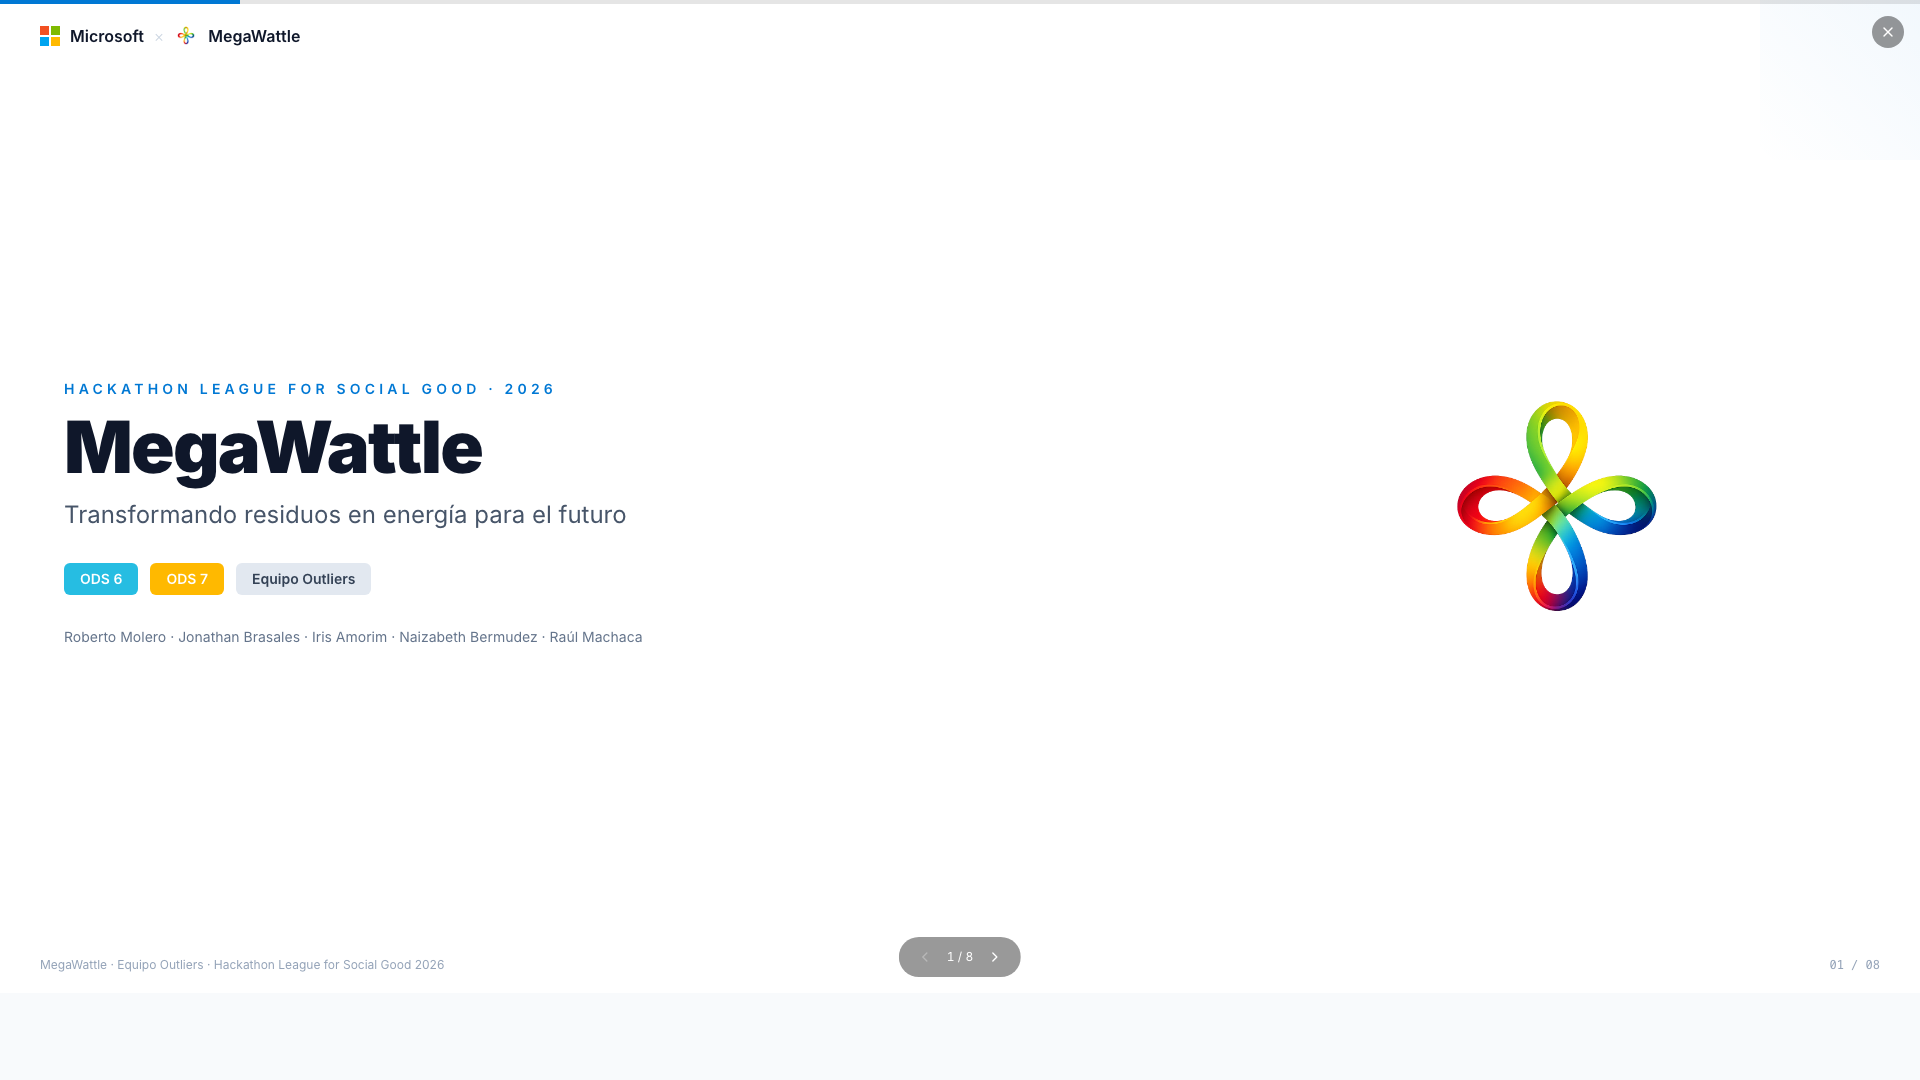 Microsoft × MegaWattle
HACKATHON LEAGUE FOR SOCIAL GOOD · 2026
MegaWattle
Transformando residuos en energía para el futuro
ODS 6 ODS 7 Equipo Outliers
Roberto Molero · Jonathan Brasales · Iris Amorim · Naizabeth Bermudez · Raúl Machaca
MegaWattle · Equipo Outliers · Hackathon League for Social Good 2026
1 / 8
01 / 08